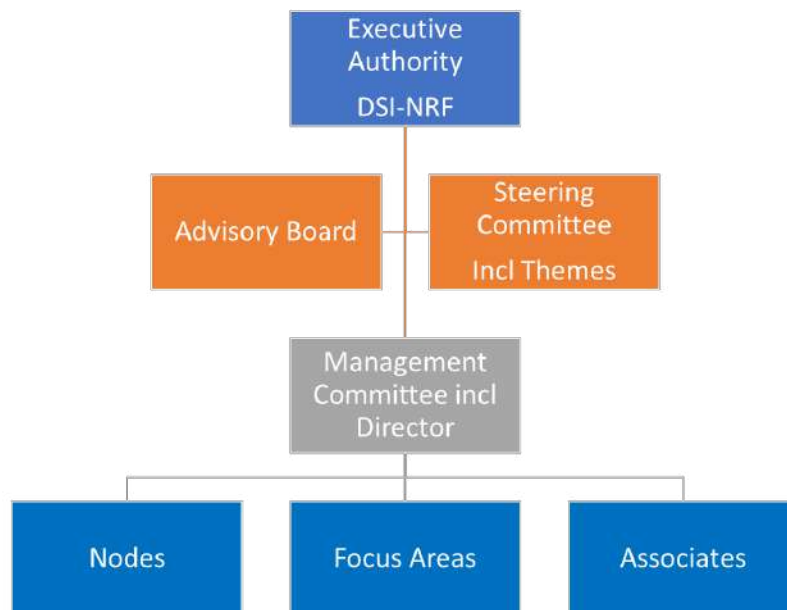 Executive
Authority
DSI-NRF
Advisory Board
Steering
Committee
Incl Themes
Management
Committee incl
Director
Nodes
Focus Areas
Associates